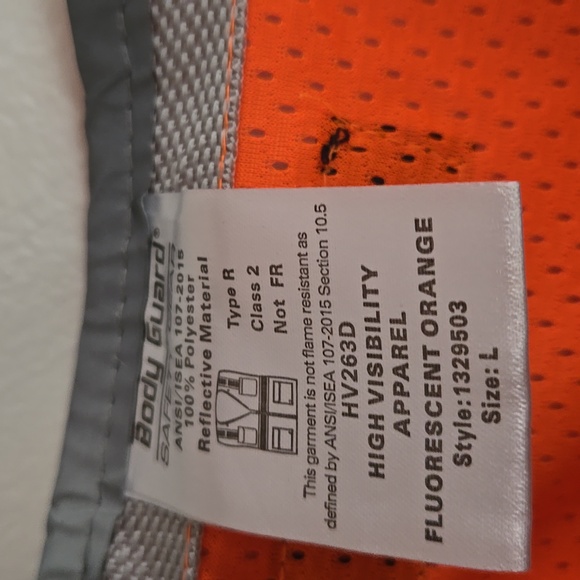 Body Guard®
SAFETY
ANSI/ISEA 107-2015
100% Polyester
Reflective Material
Type R
Class 2
Not FR
This garment is not flame resistant as
defined by ANSI/ISEA 107-2015 Section 10.5
HV263D
HIGH VISIBILITY
APPAREL
FLUORESCENT ORANGE
Style:1329503
Size: L